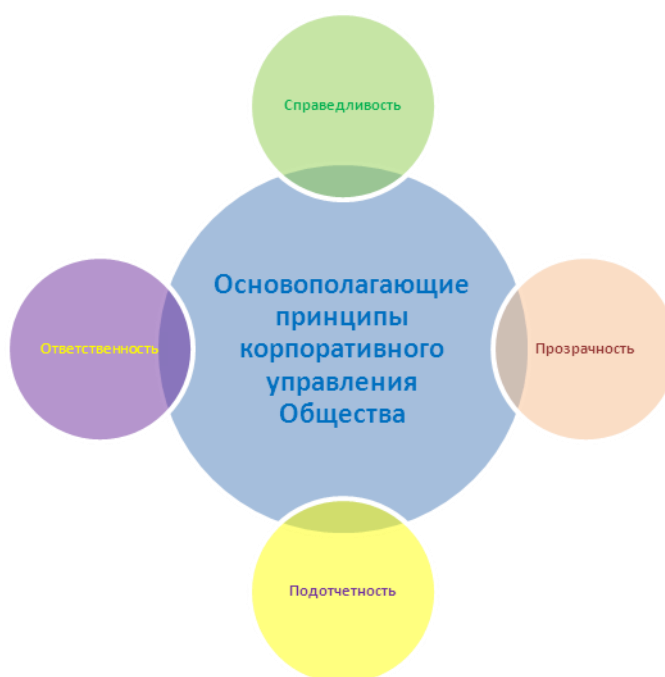 Справедливость
Основополагающие
принципы
корпоративного
управления
Общества
Ответственность
Прозрачность
Подотчетность